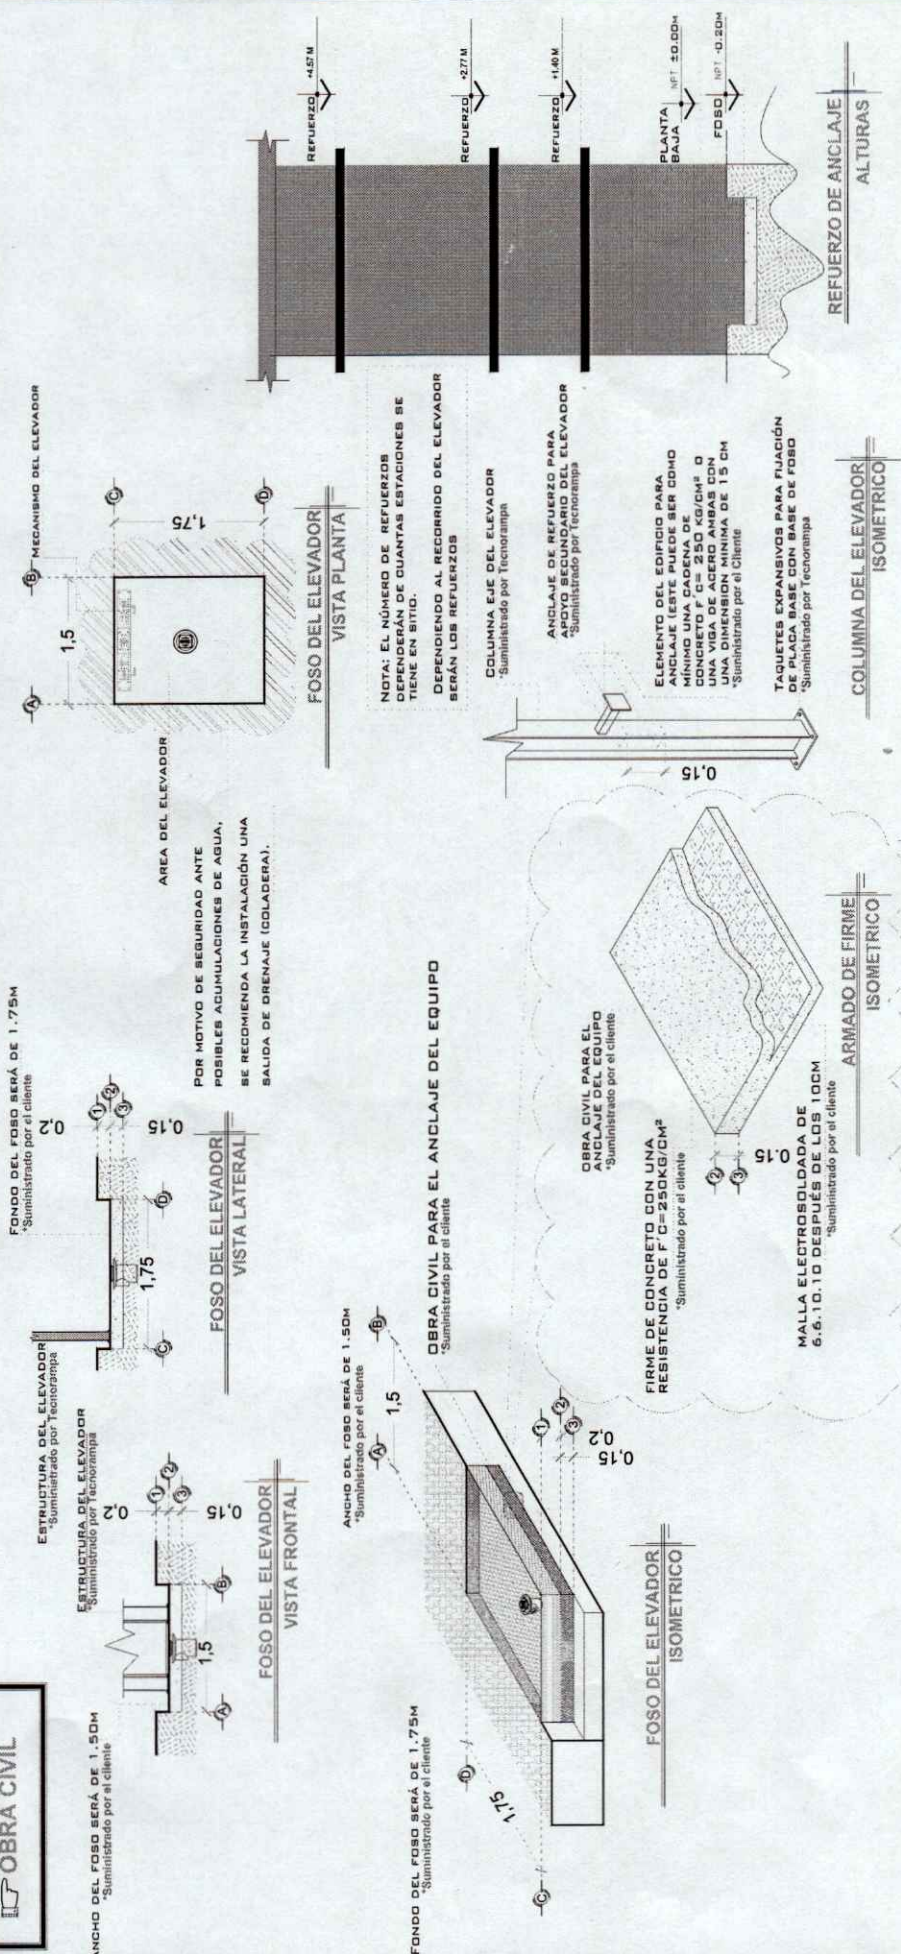 OBRA CIVIL
ANCHO DEL FOSO SERÁ DE 1.50M
*Suministrado por el cliente
ESTRUCTURA DEL ELEVADOR
*Suministrado por Tecnorampa
0,2
0,15
1
2
3
A
B
1,5
FOSO DEL ELEVADOR
VISTA FRONTAL
ESTRUCTURA DEL ELEVADOR
*Suministrado por Tecnorampa
FONDO DEL FOSO SERÁ DE 1.75M
*Suministrado por el cliente
0,2
0,15
1
2
3
C
D
1,75
FOSO DEL ELEVADOR
VISTA LATERAL
POR MOTIVO DE SEGURIDAD ANTE
POSIBLES ACUMULACIONES DE AGUA,
SE RECOMIENDA LA INSTALACIÓN UNA
SALIDA DE DRENAJE (COLADERA).
AREA DEL ELEVADOR
MECANISMO DEL ELEVADOR
A
B
1,5
C
D
1,75
FOSO DEL ELEVADOR
VISTA PLANTA
NOTA: EL NÚMERO DE REFUERZOS
DEPENDERÁN DE CUANTAS ESTACIONES SE
TIENE EN SITIO.
DEPENDIENDO AL RECORRIDO DEL ELEVADOR
SERÁN LOS REFUERZOS
REFUERZO +4.57 M
REFUERZO +2.77 M
REFUERZO +1.40 M
PLANTA
BAJA NPT ±0.00M
FOSO NPT -0.20M
REFUERZO DE ANCLAJE
ALTURAS
FONDO DEL FOSO SERÁ DE 1.75M
*Suministrado por el cliente
ANCHO DEL FOSO SERÁ DE 1.50M
*Suministrado por el cliente
A
B
1,5
C
D
1,75
1
2
3
0,2
0,15
FOSO DEL ELEVADOR
ISOMETRICO
OBRA CIVIL PARA EL ANCLAJE DEL EQUIPO
*Suministrado por el cliente
OBRA CIVIL PARA EL
ANCLAJE DEL EQUIPO
*Suministrado por el cliente
FIRME DE CONCRETO CON UNA
RESISTENCIA DE F'C=250KG/CM²
*Suministrado por el cliente
2
3
0.15
MALLA ELECTROSOLDADA DE
6.6.10.10 DESPUÉS DE LOS 10CM
*Suministrado por el cliente
ARMADO DE FIRME
ISOMETRICO
COLUMNA EJE DEL ELEVADOR
*Suministrado por Tecnorampa
ANCLAJE DE REFUERZO PARA
APOYO SECUNDARIO DEL ELEVADOR
*Suministrado por Tecnorampa
0,15
ELEMENTO DEL EDIFICIO PARA
ANCLAJE (ESTE PUEDE SER COMO
MÍNIMO UNA CADENA DE
CONCRETO F'C= 250 KG/CM² O
UNA VIGA DE ACERO AMBAS CON
UNA DIMENSION MINIMA DE 15 CM
*Suministrado por el Cliente
TAQUETES EXPANSIVOS PARA FIJACIÓN
DE PLACA BASE CON BASE DE FOSO
*Suministrado por Tecnorampa
COLUMNA DEL ELEVADOR
ISOMETRICO